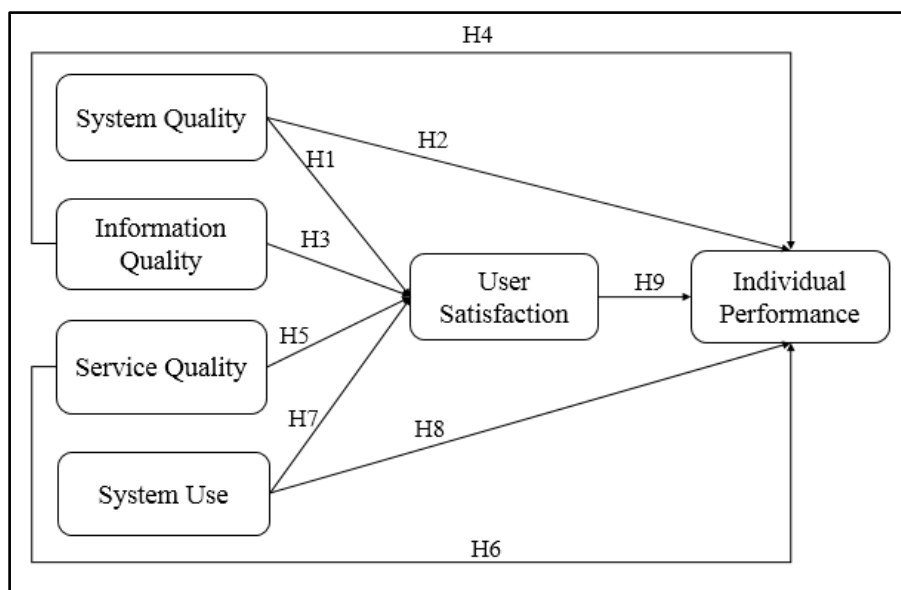 H4
System Quality
H2
H1
Information
Quality
H3
User
Satisfaction
H9
Individual
Performance
Service Quality
H5
H7
H8
System Use
H6